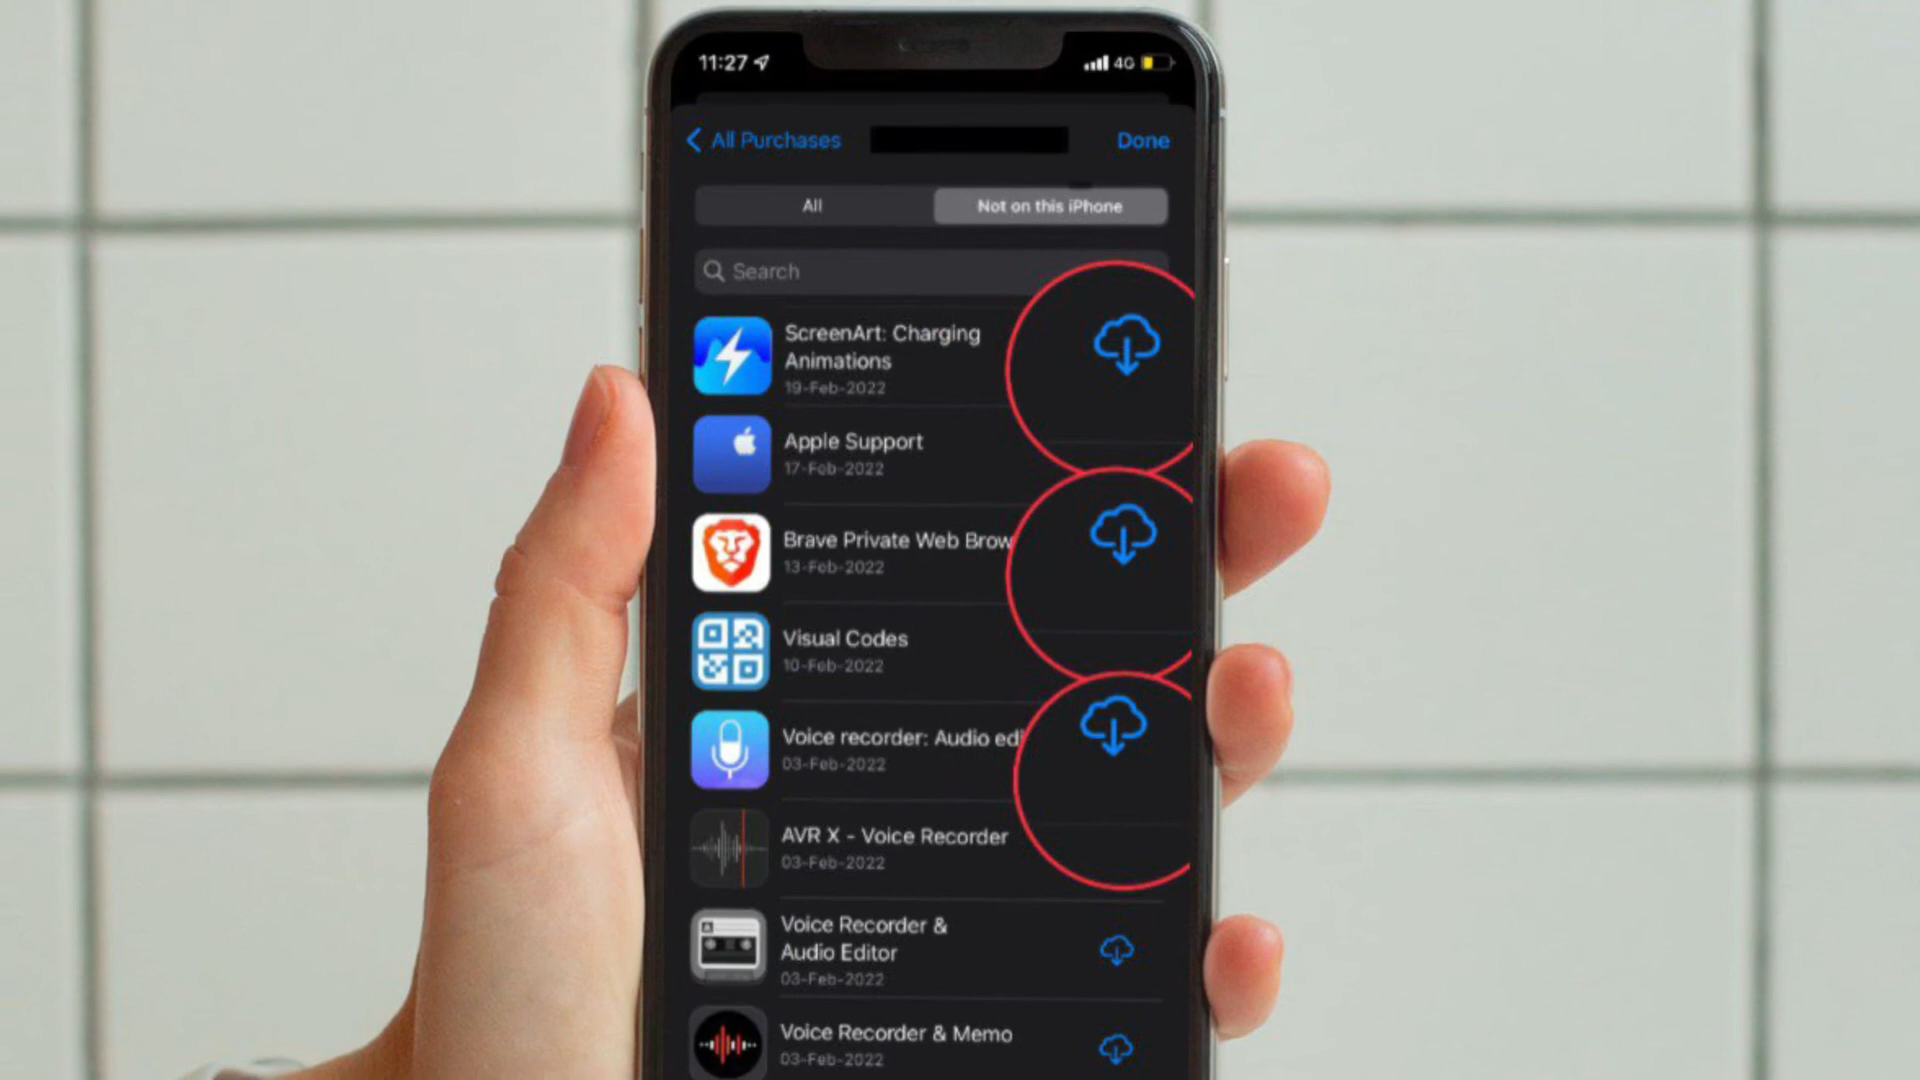 11:27
4G
All Purchases
Done
All
Not on this iPhone
Search
ScreenArt: Charging
Animations
19-Feb-2022
Apple Support
17-Feb-2022
Brave Private Web Brow
13-Feb-2022
Visual Codes
10-Feb-2022
Voice recorder: Audio edi
03-Feb-2022
AVR X - Voice Recorder
03-Feb-2022
Voice Recorder &
Audio Editor
03-Feb-2022
Voice Recorder & Memo
03-Feb-2022